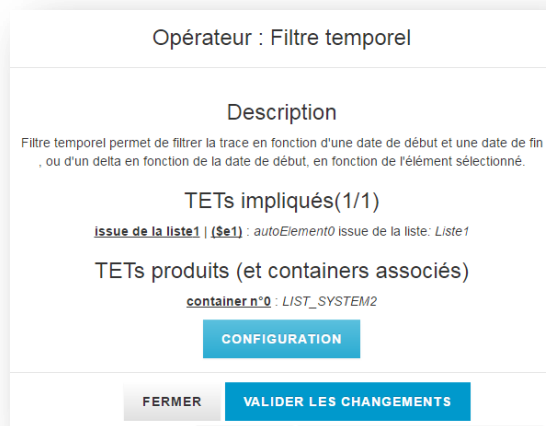 Opérateur : Filtre temporel
Description
Filtre temporel permet de filtrer la trace en fonction d'une date de début et une date de fin
, ou d'un delta en fonction de la date de début, en fonction de l'élément sélectionné.
TETs impliqués(1/1)
issue de la liste1 | ($e1) : autoElement0 issue de la liste: Liste1
TETs produits (et containers associés)
container n°0 : LIST_SYSTEM2
CONFIGURATION
FERMER VALIDER LES CHANGEMENTS